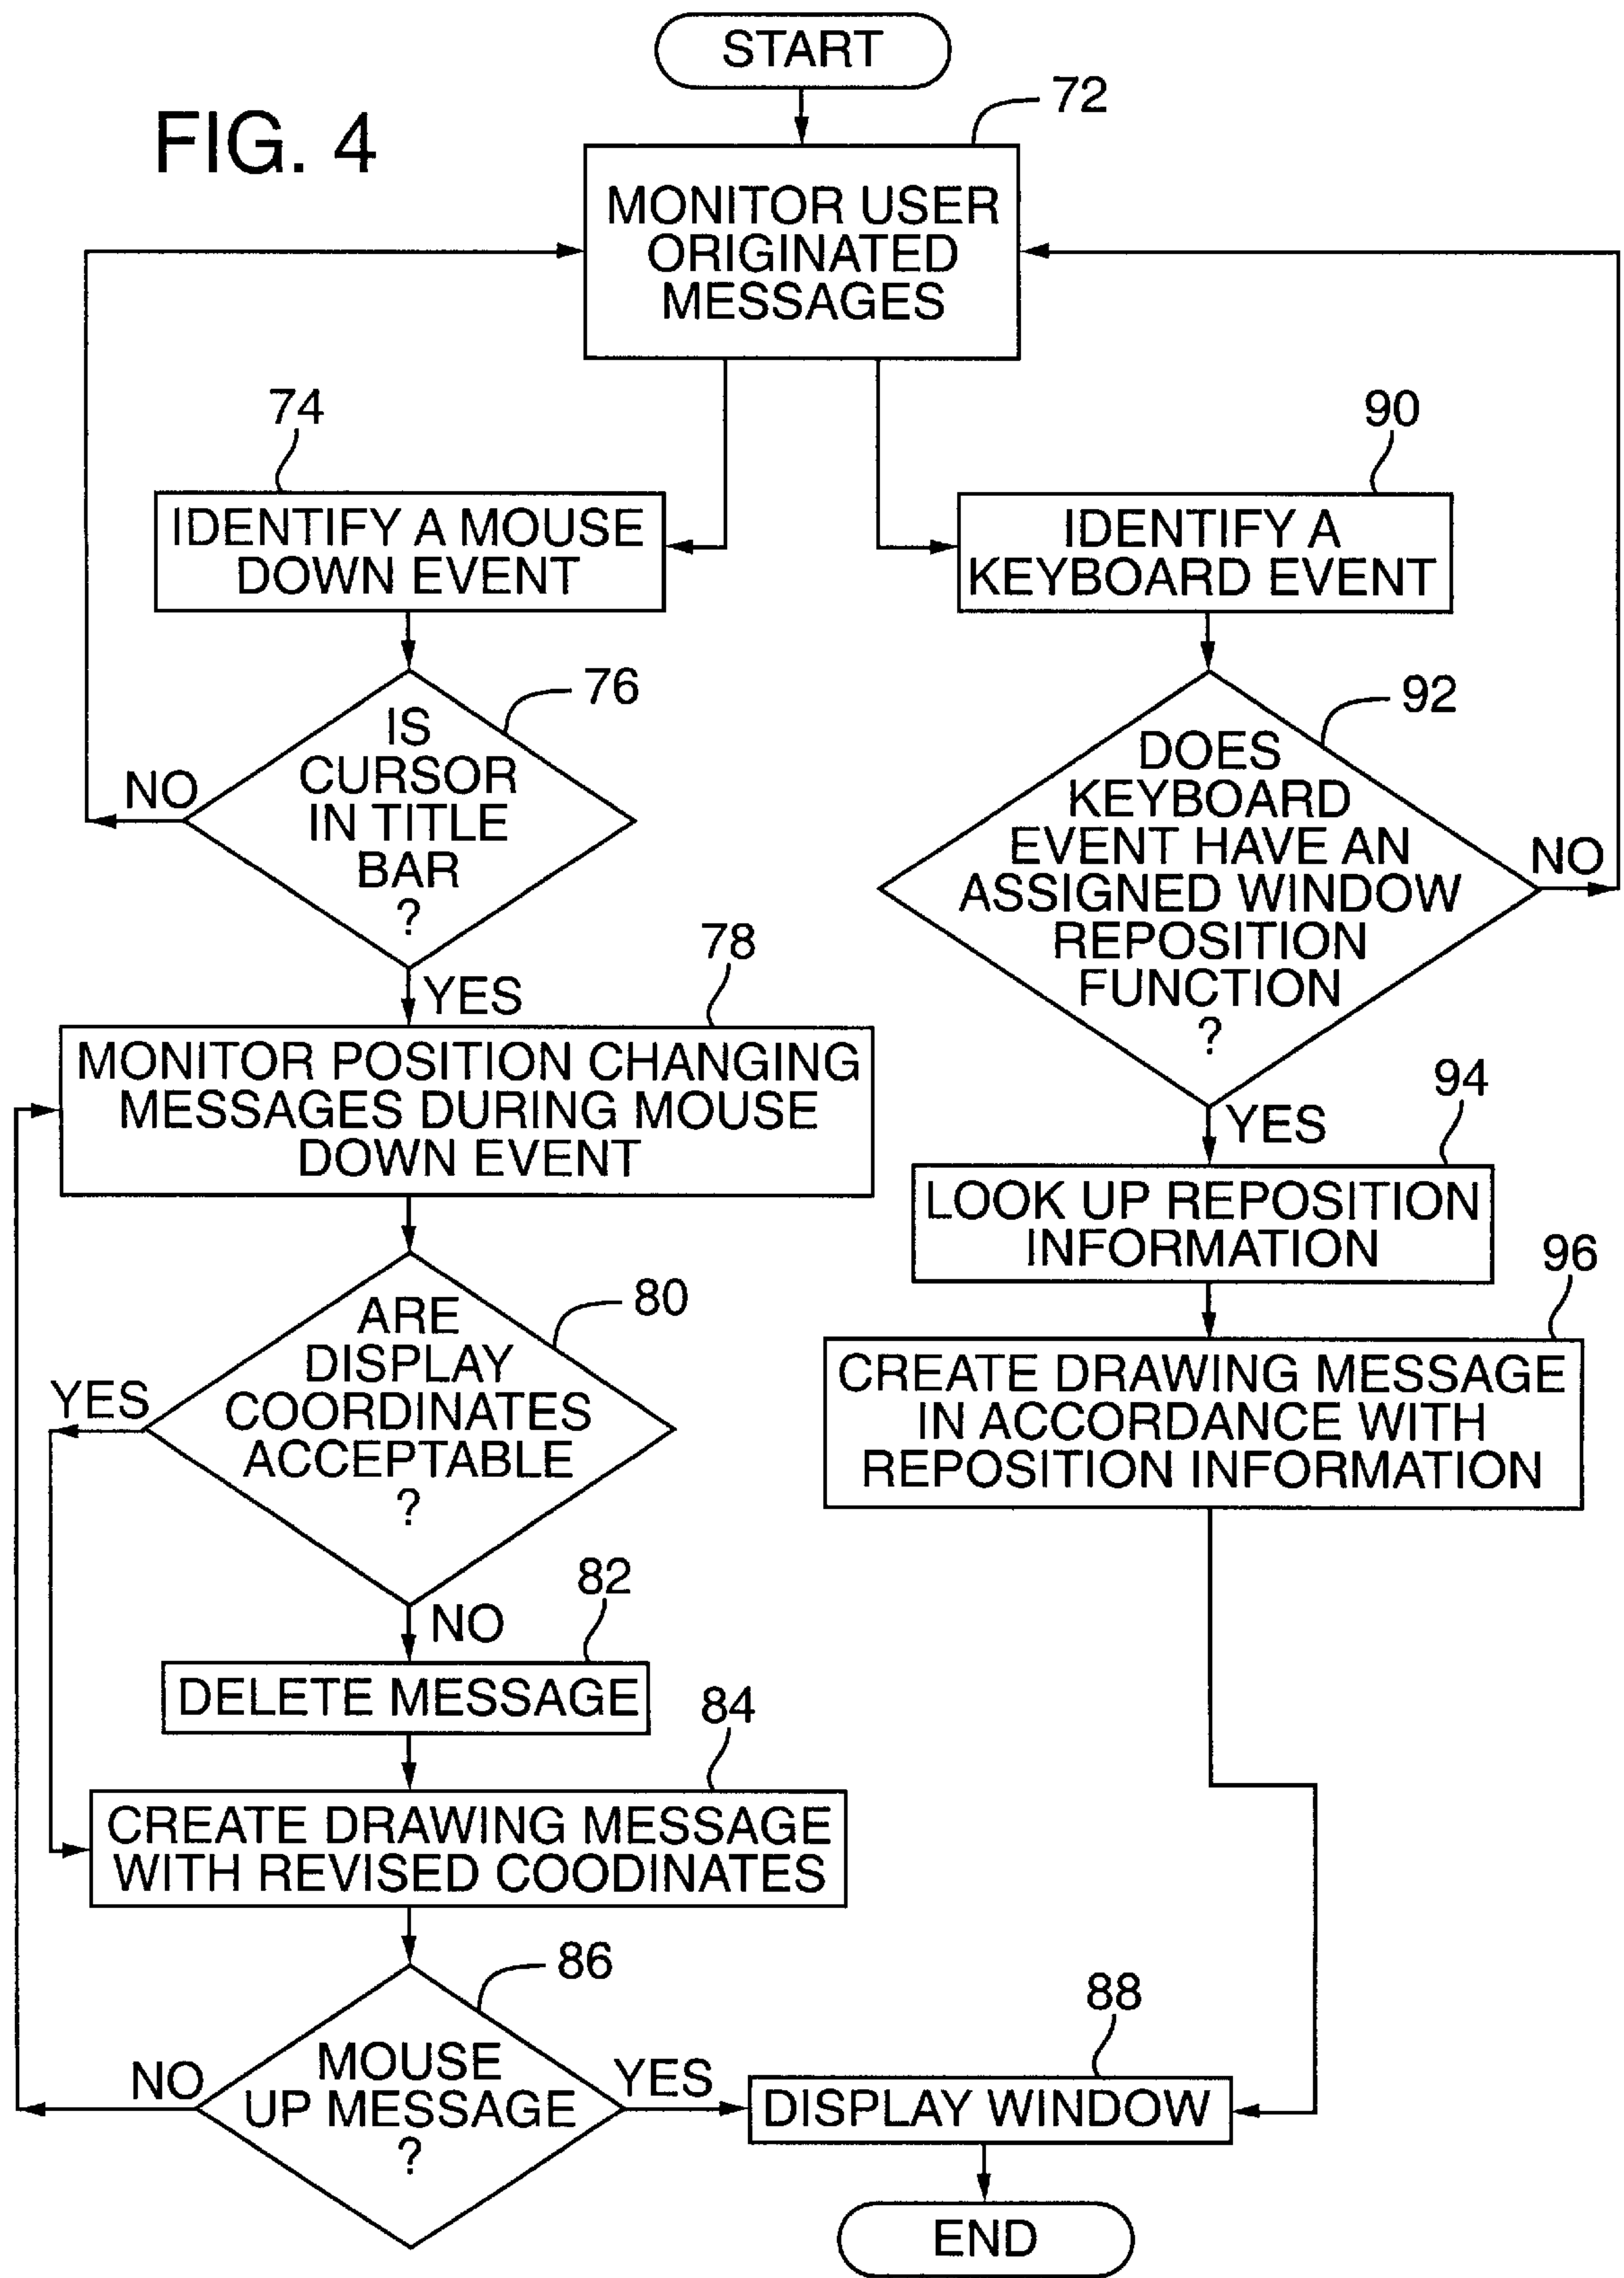 START
FIG. 4
72
MONITOR USER
ORIGINATED
MESSAGES
74
IDENTIFY A MOUSE
DOWN EVENT
90
IDENTIFY A
KEYBOARD EVENT
76
IS
CURSOR
IN TITLE
BAR
?
NO
YES
92
DOES
KEYBOARD
EVENT HAVE AN
ASSIGNED WINDOW
REPOSITION
FUNCTION
?
NO
YES
78
MONITOR POSITION CHANGING
MESSAGES DURING MOUSE
DOWN EVENT
94
LOOK UP REPOSITION
INFORMATION
80
ARE
DISPLAY
COORDINATES
ACCEPTABLE
?
YES
NO
96
CREATE DRAWING MESSAGE
IN ACCORDANCE WITH
REPOSITION INFORMATION
82
DELETE MESSAGE
84
CREATE DRAWING MESSAGE
WITH REVISED COODINATES
86
MOUSE
UP MESSAGE
?
NO
YES
88
DISPLAY WINDOW
END